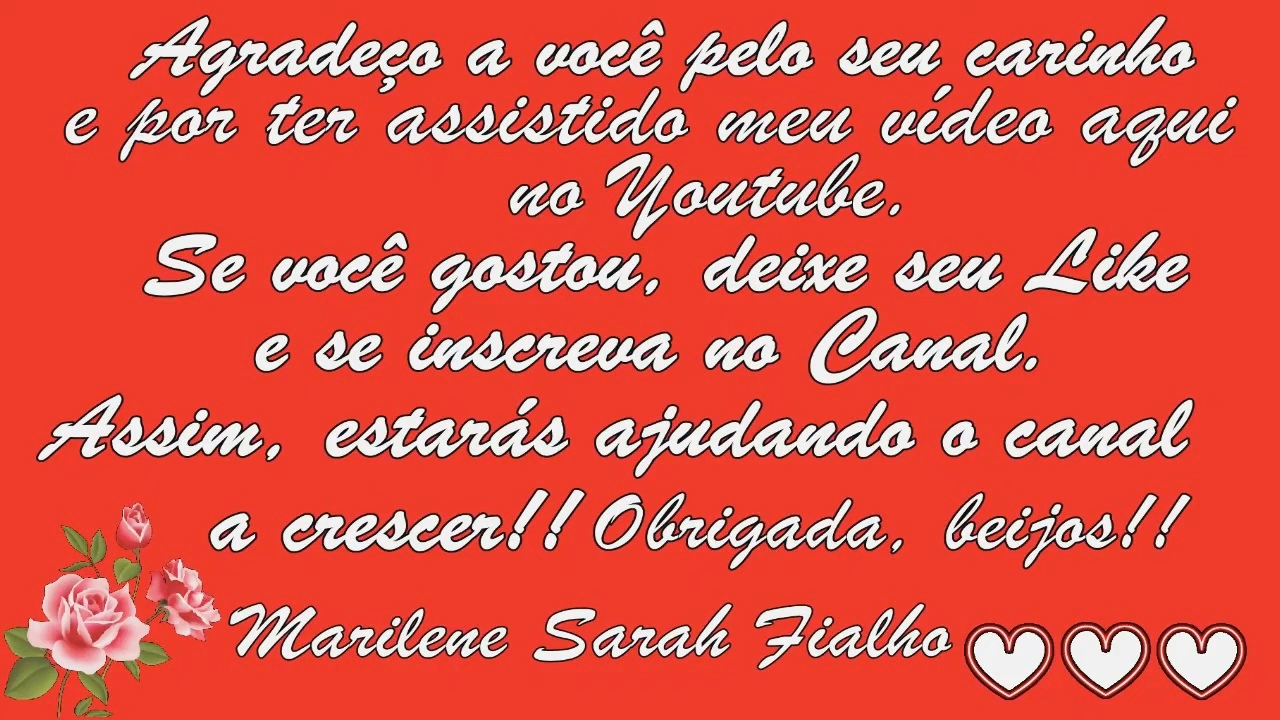 Agradeço a você pelo seu carinho
e por ter assistido meu vídeo aqui
no Youtube.
Se você gostou, deixe seu Like
e se inscreva no Canal.
Assim, estarás ajudando o canal
a crescer!! Obrigada, beijos!!
Marilene Sarah Fialho